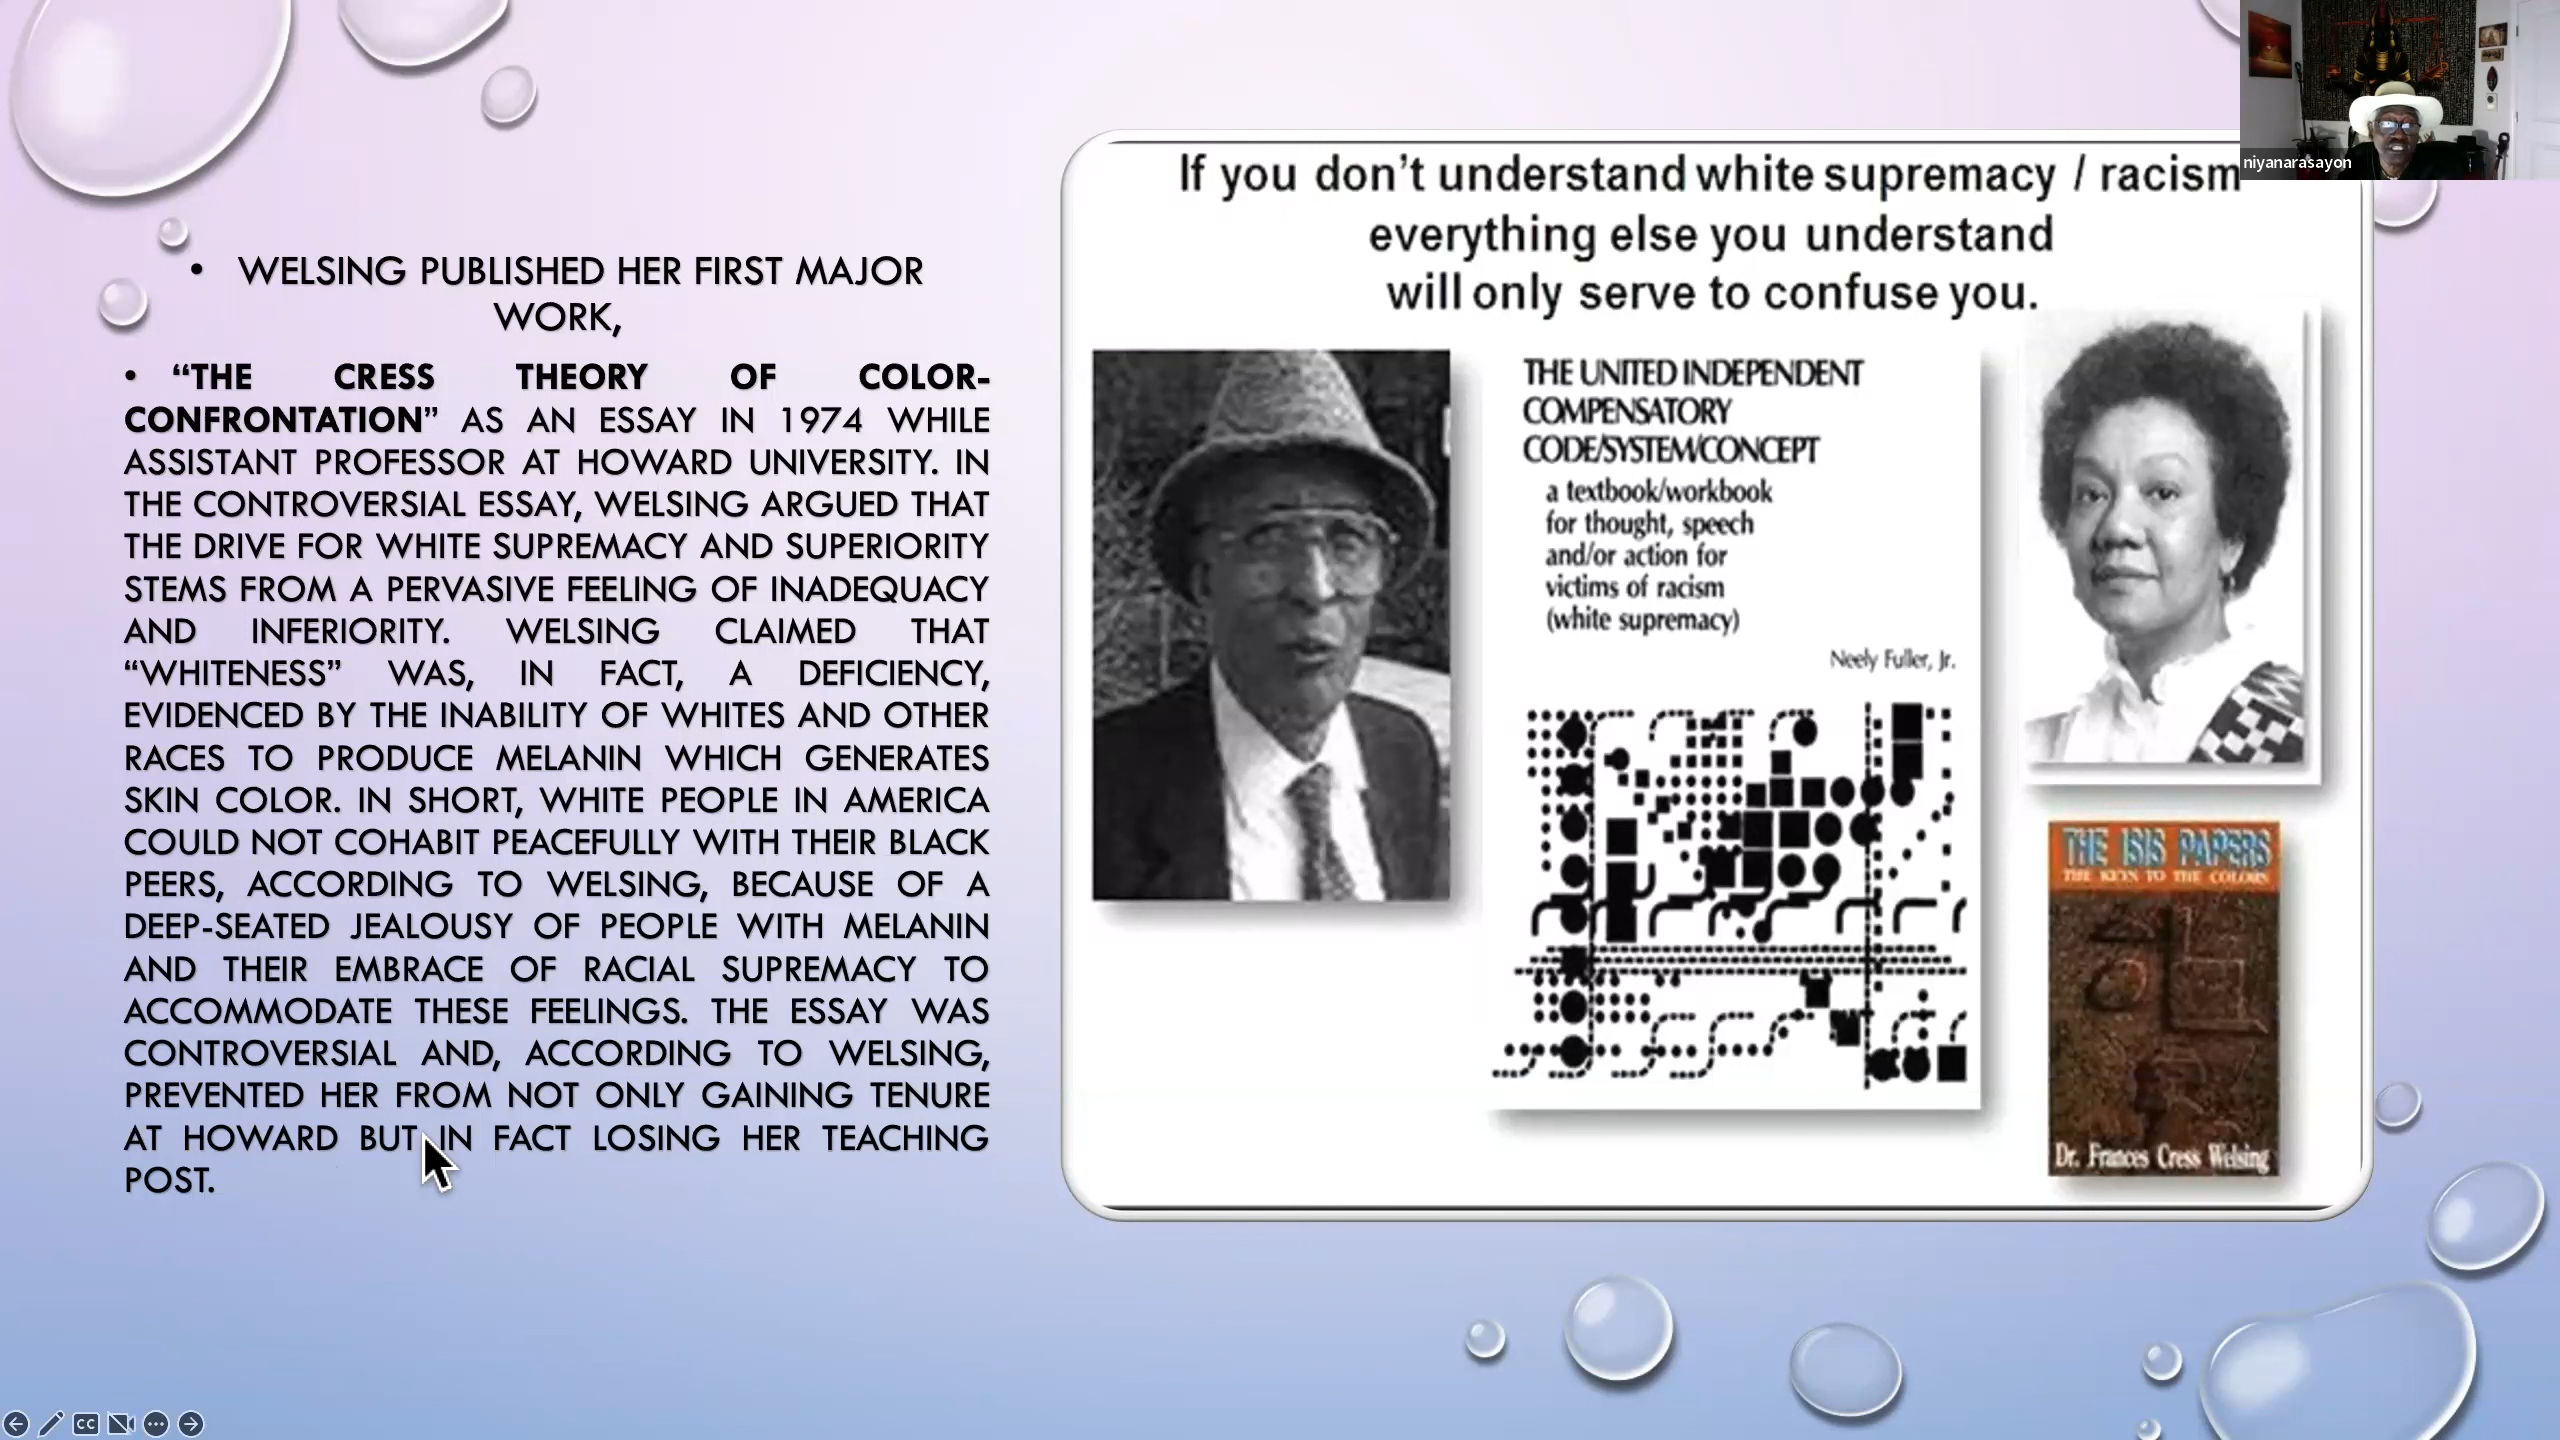 • WELSING PUBLISHED HER FIRST MAJOR
WORK,
• “THE CRESS THEORY OF COLOR-
CONFRONTATION” AS AN ESSAY IN 1974 WHILE
ASSISTANT PROFESSOR AT HOWARD UNIVERSITY. IN
THE CONTROVERSIAL ESSAY, WELSING ARGUED THAT
THE DRIVE FOR WHITE SUPREMACY AND SUPERIORITY
STEMS FROM A PERVASIVE FEELING OF INADEQUACY
AND INFERIORITY. WELSING CLAIMED THAT
“WHITENESS” WAS, IN FACT, A DEFICIENCY,
EVIDENCED BY THE INABILITY OF WHITES AND OTHER
RACES TO PRODUCE MELANIN WHICH GENERATES
SKIN COLOR. IN SHORT, WHITE PEOPLE IN AMERICA
COULD NOT COHABIT PEACEFULLY WITH THEIR BLACK
PEERS, ACCORDING TO WELSING, BECAUSE OF A
DEEP-SEATED JEALOUSY OF PEOPLE WITH MELANIN
AND THEIR EMBRACE OF RACIAL SUPREMACY TO
ACCOMMODATE THESE FEELINGS. THE ESSAY WAS
CONTROVERSIAL AND, ACCORDING TO WELSING,
PREVENTED HER FROM NOT ONLY GAINING TENURE
AT HOWARD BUT IN FACT LOSING HER TEACHING
POST.
If you don’t understand white supremacy / racism
everything else you understand
will only serve to confuse you.
THE UNITED INDEPENDENT
COMPENSATORY
CODE/SYSTEM/CONCEPT
a textbook/workbook
for thought, speech
and/or action for
victims of racism
(white supremacy)
Neely Fuller, Jr.
THE ISIS PAPERS
THE KEYS TO THE COLORS
Dr. Frances Cress Welsing
niyanarasayon
CC